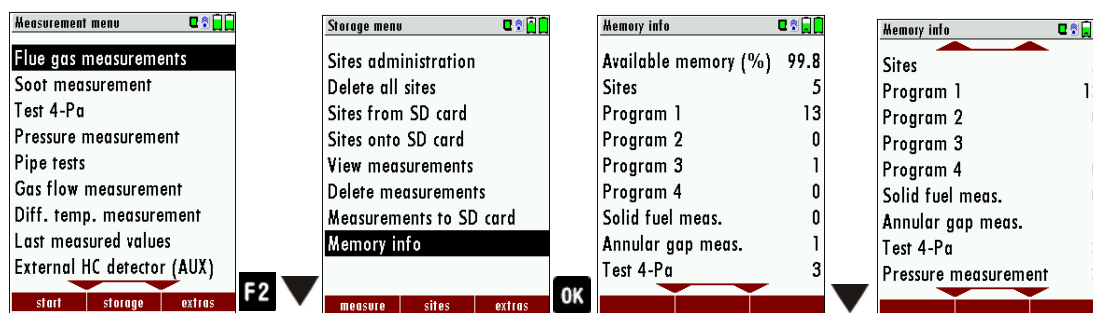 Measurement menu
Flue gas measurements
Soot measurement
Test 4-Pa
Pressure measurement
Pipe tests
Gas flow measurement
Diff. temp. measurement
Last measured values
External HC detector (AUX)
start storage extras
F2
Storage menu
Sites administration
Delete all sites
Sites from SD card
Sites onto SD card
View measurements
Delete measurements
Measurements to SD card
Memory info
measure sites extras
OK
Memory info
Available memory (%) 99.8
Sites 5
Program 1 13
Program 2 0
Program 3 1
Program 4 0
Solid fuel meas. 0
Annular gap meas. 1
Test 4-Pa 3
Memory info
Sites
Program 1 1
Program 2
Program 3
Program 4
Solid fuel meas.
Annular gap meas.
Test 4-Pa
Pressure measurement